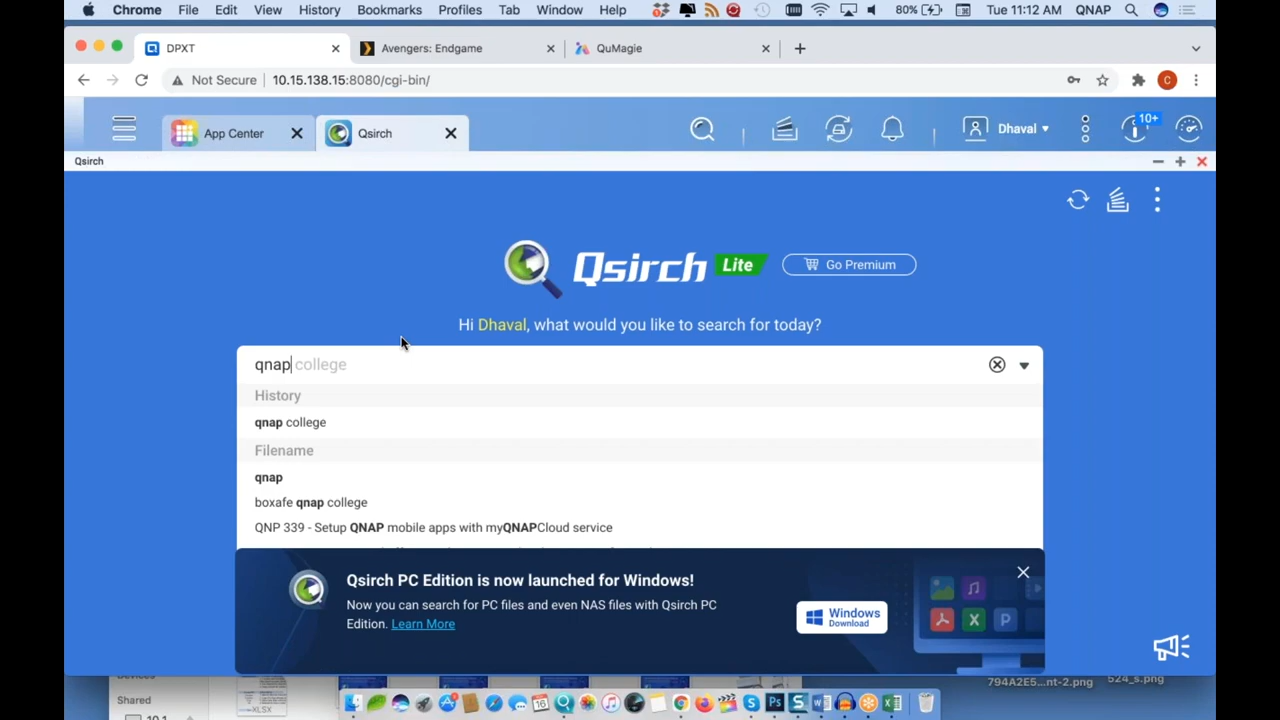 Chrome File Edit View History Bookmarks Profiles Tab Window Help 80% Tue 11:12 AM QNAP
DPXT Avengers: Endgame QuMagie
Not Secure 10.15.138.15:8080/cgi-bin/ C
App Center Qsirch Dhaval 10+
Qsirch
Qsirch Lite Go Premium
Hi Dhaval, what would you like to search for today?
qnap college
History
qnap college
Filename
qnap
boxafe qnap college
QNP 339 - Setup QNAP mobile apps with myQNAPCloud service
Qsirch PC Edition is now launched for Windows!
Now you can search for PC files and even NAS files with Qsirch PC
Edition. Learn More
Windows
Download
Shared
XLSX
794A2E5...nt-2.png
524_s.png